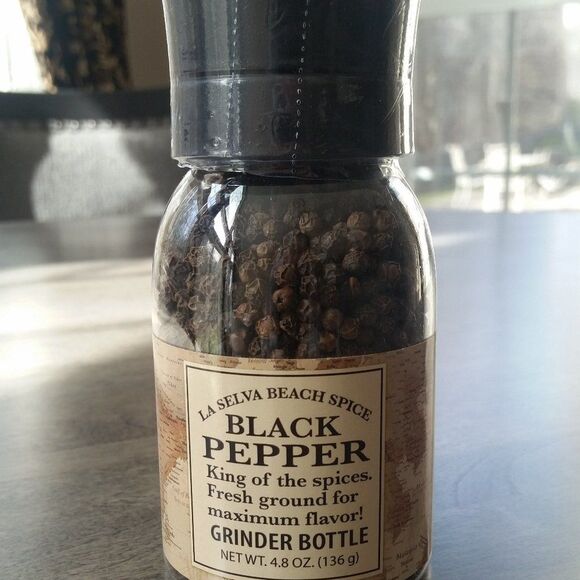 LA SELVA BEACH SPICE
BLACK
PEPPER
King of the spices.
Fresh ground for
maximum flavor!
GRINDER BOTTLE
NET WT. 4.8 OZ. (136 g)